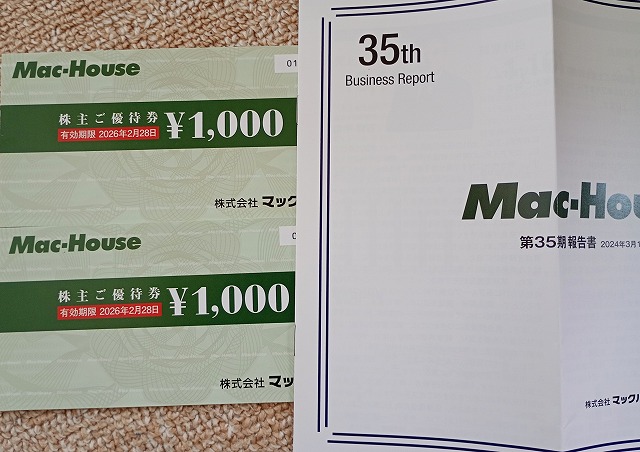 Mac-House
01
株主ご優待券
有効期限 2026年2月28日
¥1,000
株式会社 マック
Mac-House
株主ご優待券
有効期限 2026年2月28日
¥1,000
株式会社 マッ
35th
Business Report
Mac-Hou
第35期報告書 2024年3月1
株式会社 マックハ